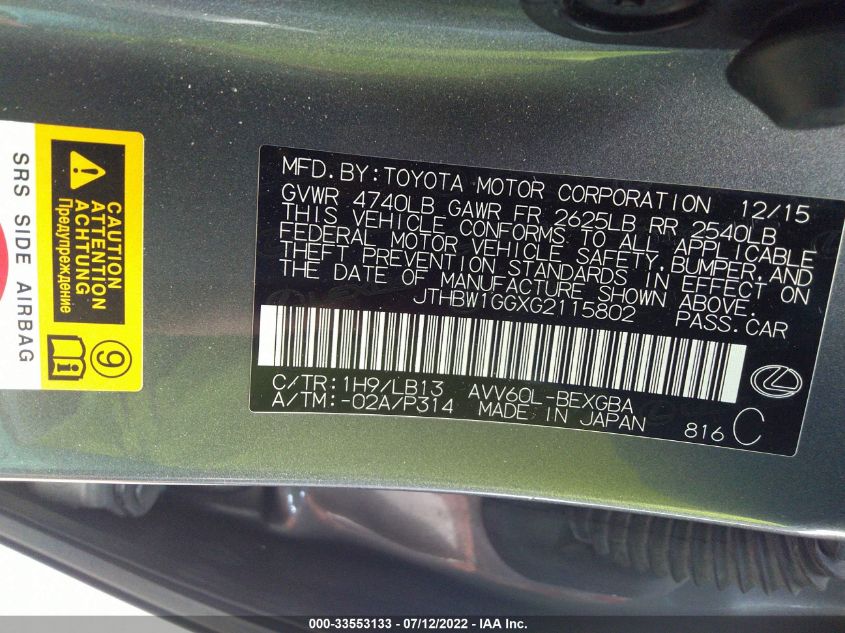 SRS SIDE AIRBAG
CAUTION
ATTENTION
ACHTUNG
Предупреждение
9
MFD. BY: TOYOTA MOTOR CORPORATION 12/15
GVWR 4740LB GAWR FR 2625LB RR 2540LB
THIS VEHICLE CONFORMS TO ALL APPLICABLE
FEDERAL MOTOR VEHICLE SAFETY, BUMPER, AND
THEFT PREVENTION STANDARDS IN EFFECT ON
THE DATE OF MANUFACTURE SHOWN ABOVE.
JTHBW1GGXG2115802 PASS. CAR
C/TR: 1H9/LB13 AVV60L-BEXGBA
A/TM: -02A/P314 MADE IN JAPAN 816 C
000-33553133 - 07/12/2022 - IAA Inc.